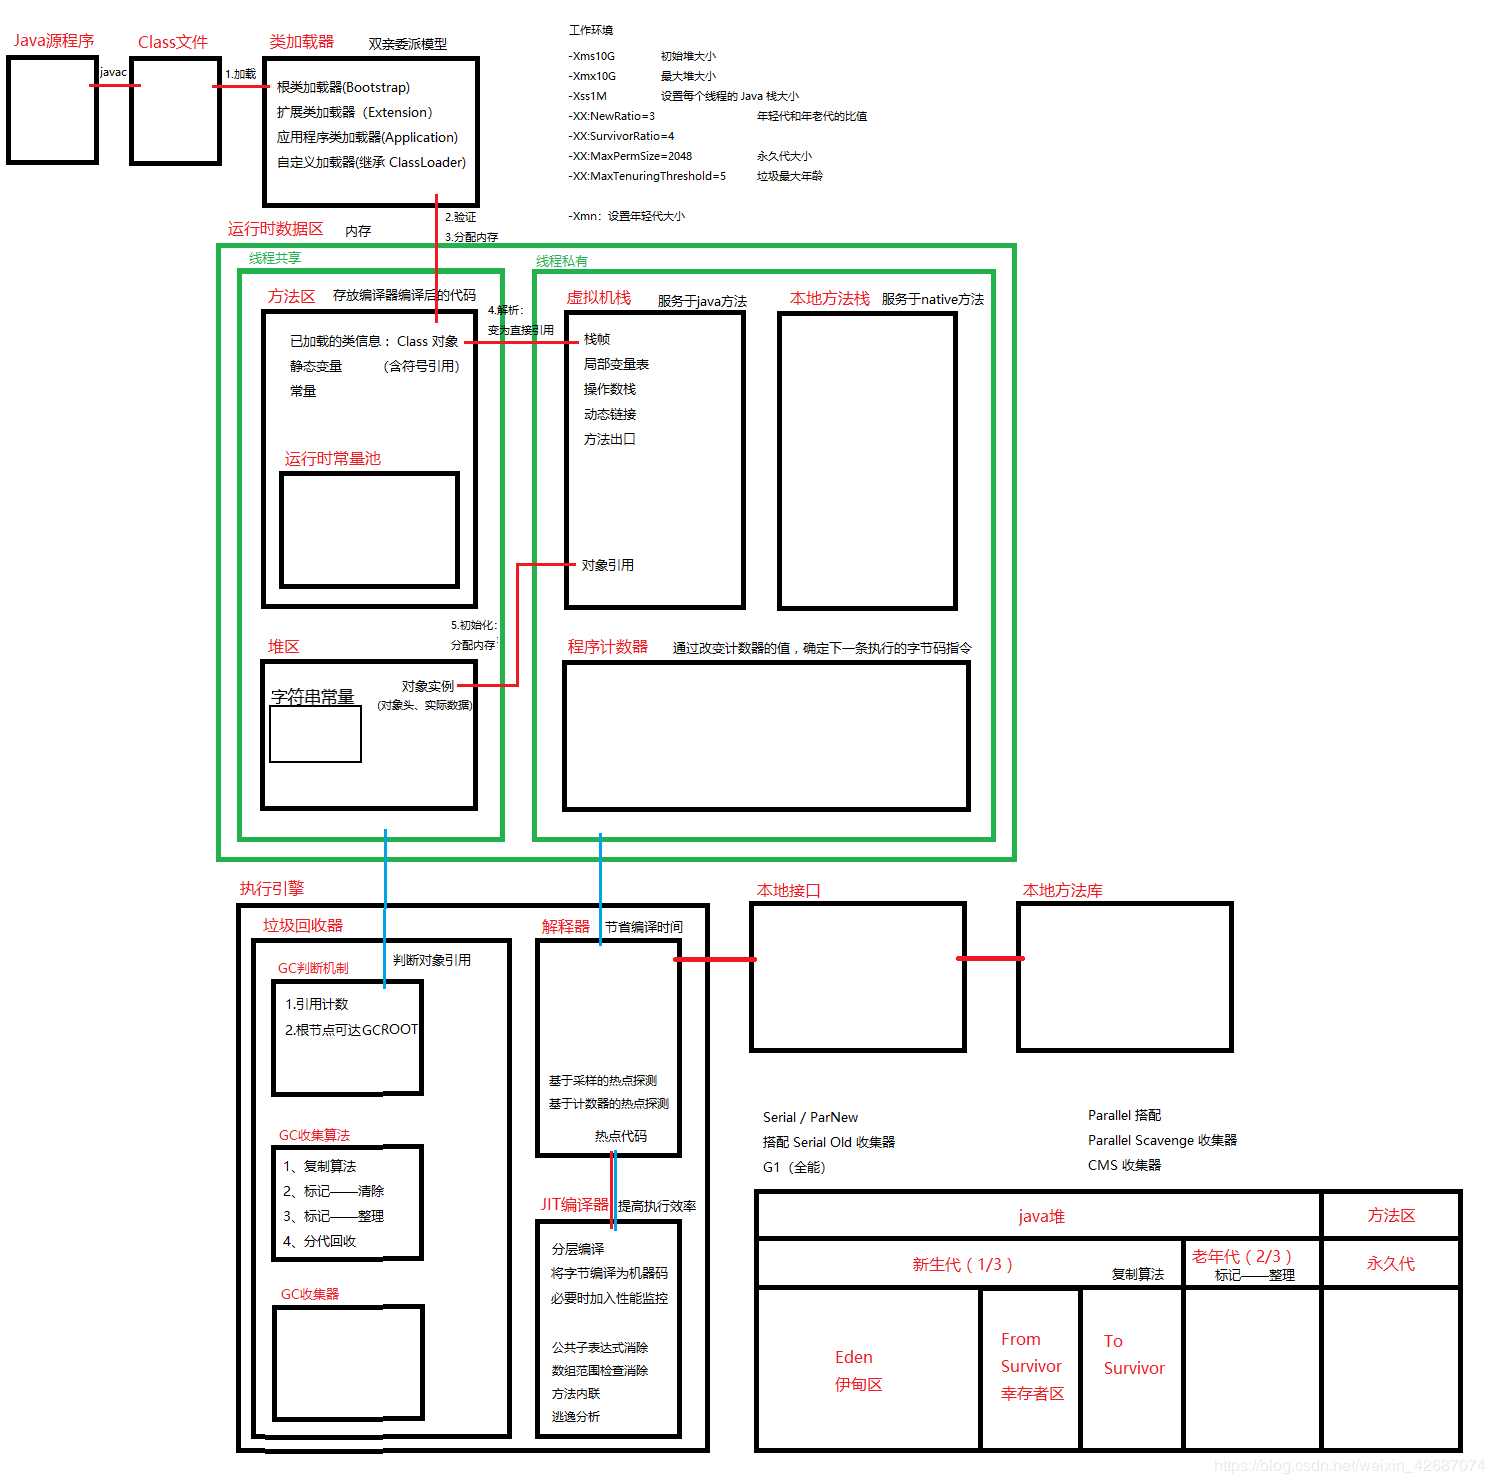 Java源程序
javac
Class文件
1.加载
类加载器
双亲委派模型
根类加载器(Bootstrap)
扩展类加载器（Extension）
应用程序类加载器(Application)
自定义加载器(继承 ClassLoader)
工作环境
-Xms10G 初始堆大小
-Xmx10G 最大堆大小
-Xss1M 设置每个线程的 Java 栈大小
-XX:NewRatio=3 年轻代和年老代的比值
-XX:SurvivorRatio=4
-XX:MaxPermSize=2048 永久代大小
-XX:MaxTenuringThreshold=5 垃圾最大年龄
-Xmn：设置年轻代大小
2.验证
3.分配内存
运行时数据区 内存
线程共享
方法区 存放编译器编译后的代码
已加载的类信息： Class 对象
静态变量 （含符号引用）
常量
运行时常量池
4.解析：
变为直接引用
线程私有
虚拟机栈 服务于java方法
栈帧
局部变量表
操作数栈
动态链接
方法出口
对象引用
本地方法栈 服务于native方法
5.初始化：
分配内存
堆区
字符串常量
对象实例
(对象头、实际数据)
程序计数器 通过改变计数器的值，确定下一条执行的字节码指令
执行引擎
垃圾回收器
判断对象引用
GC判断机制
1.引用计数
2.根节点可达GCROOT
GC收集算法
1、复制算法
2、标记——清除
3、标记——整理
4、分代回收
GC收集器
解释器 节省编译时间
基于采样的热点探测
基于计数器的热点探测
热点代码
JIT编译器 提高执行效率
分层编译
将字节编译为机器码
必要时加入性能监控
公共子表达式消除
数组范围检查消除
方法内联
逃逸分析
本地接口
本地方法库
Serial / ParNew
搭配 Serial Old 收集器
G1（全能）
Parallel 搭配
Parallel Scavenge 收集器
CMS 收集器
java堆
方法区
新生代（1/3）
复制算法
老年代（2/3）
标记——整理
永久代
Eden
伊甸区
From
Survivor
幸存者区
To
Survivor
https://blog.csdn.net/weixin_42687074